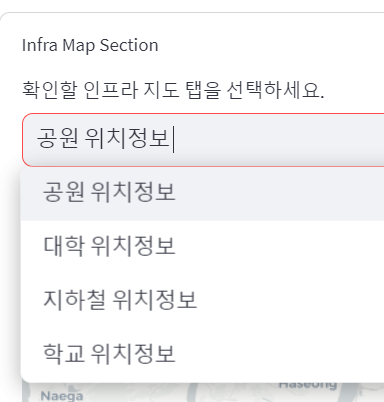 Infra Map Section
확인할 인프라 지도 탭을 선택하세요.
공원 위치정보
공원 위치정보
대학 위치정보
지하철 위치정보
학교 위치정보
Naega
Haseong